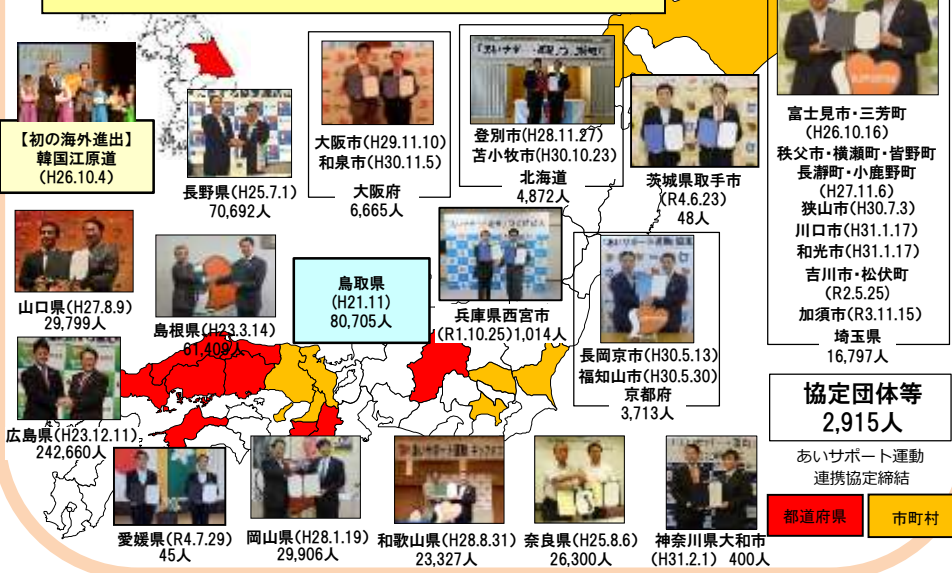 【初の海外進出】
韓国江原道
(H26.10.4)
長野県(H25.7.1)
70,692人
大阪市(H29.11.10)
和泉市(H30.11.5)
大阪府
6,665人
登別市(H28.11.27)
苫小牧市(H30.10.23)
北海道
4,872人
茨城県取手市
(R4.6.23)
48人
富士見市・三芳町
(H26.10.16)
秩父市・横瀬町・皆野町
長瀞町・小鹿野町
(H27.11.6)
狭山市(H30.7.3)
川口市(H31.1.17)
和光市(H31.1.17)
吉川市・松伏町
(R2.5.25)
加須市(R3.11.15)
埼玉県
16,797人
山口県(H27.8.9)
29,799人
島根県(H23.3.14)
61,409人
鳥取県
(H21.11)
80,705人
兵庫県西宮市
(R1.10.25)1,014人
長岡京市(H30.5.13)
福知山市(H30.5.30)
京都府
3,713人
広島県(H23.12.11)
242,660人
協定団体等
2,915人
あいサポート運動
連携協定締結
都道府県
市町村
愛媛県(R4.7.29)
45人
岡山県(H28.1.19)
29,906人
和歌山県(H28.8.31)
23,327人
奈良県(H25.8.6)
26,300人
神奈川県大和市
(H31.2.1) 400人